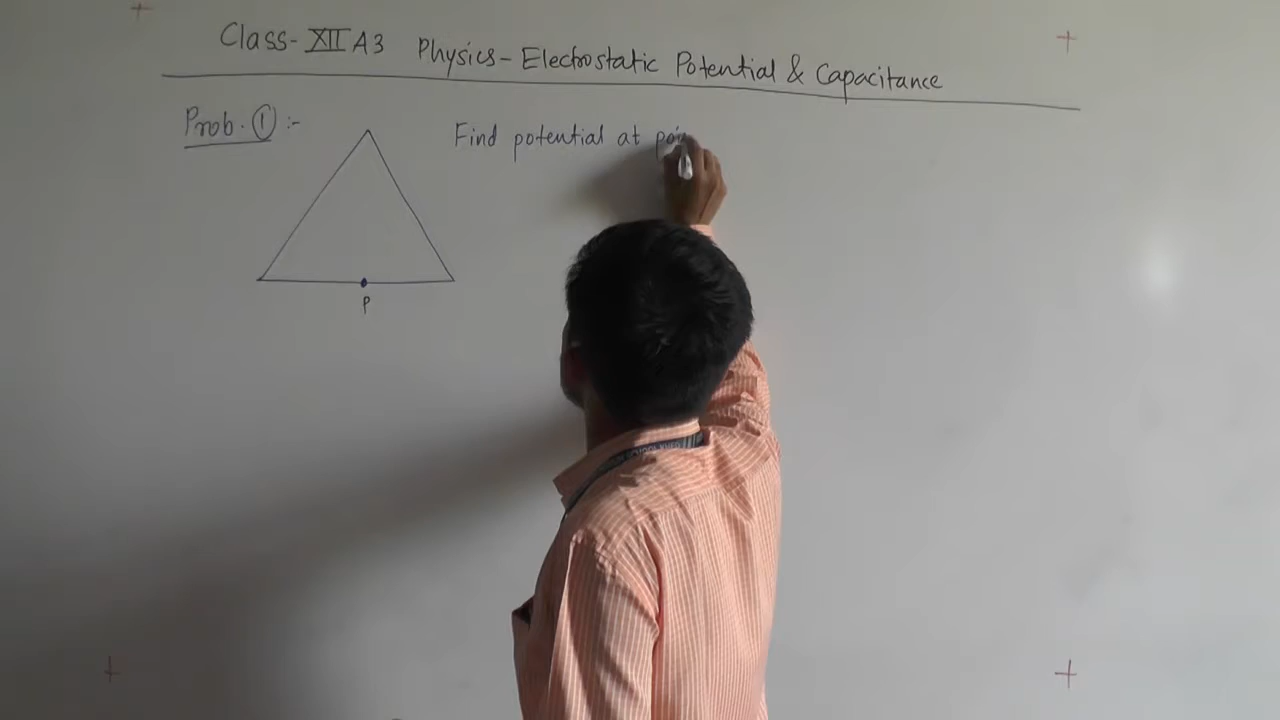 Class-XII A3 Physics-Electrostatic Potential & Capacitance
Prob. ① :-
Find potential at
P